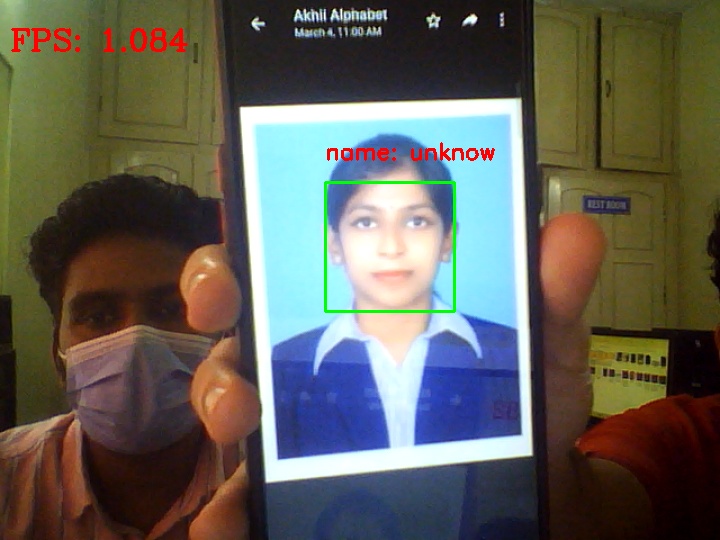 FPS: 1.084
Akhil Alphabet
March 4, 11:00 AM
name: unknow
REST ROOM